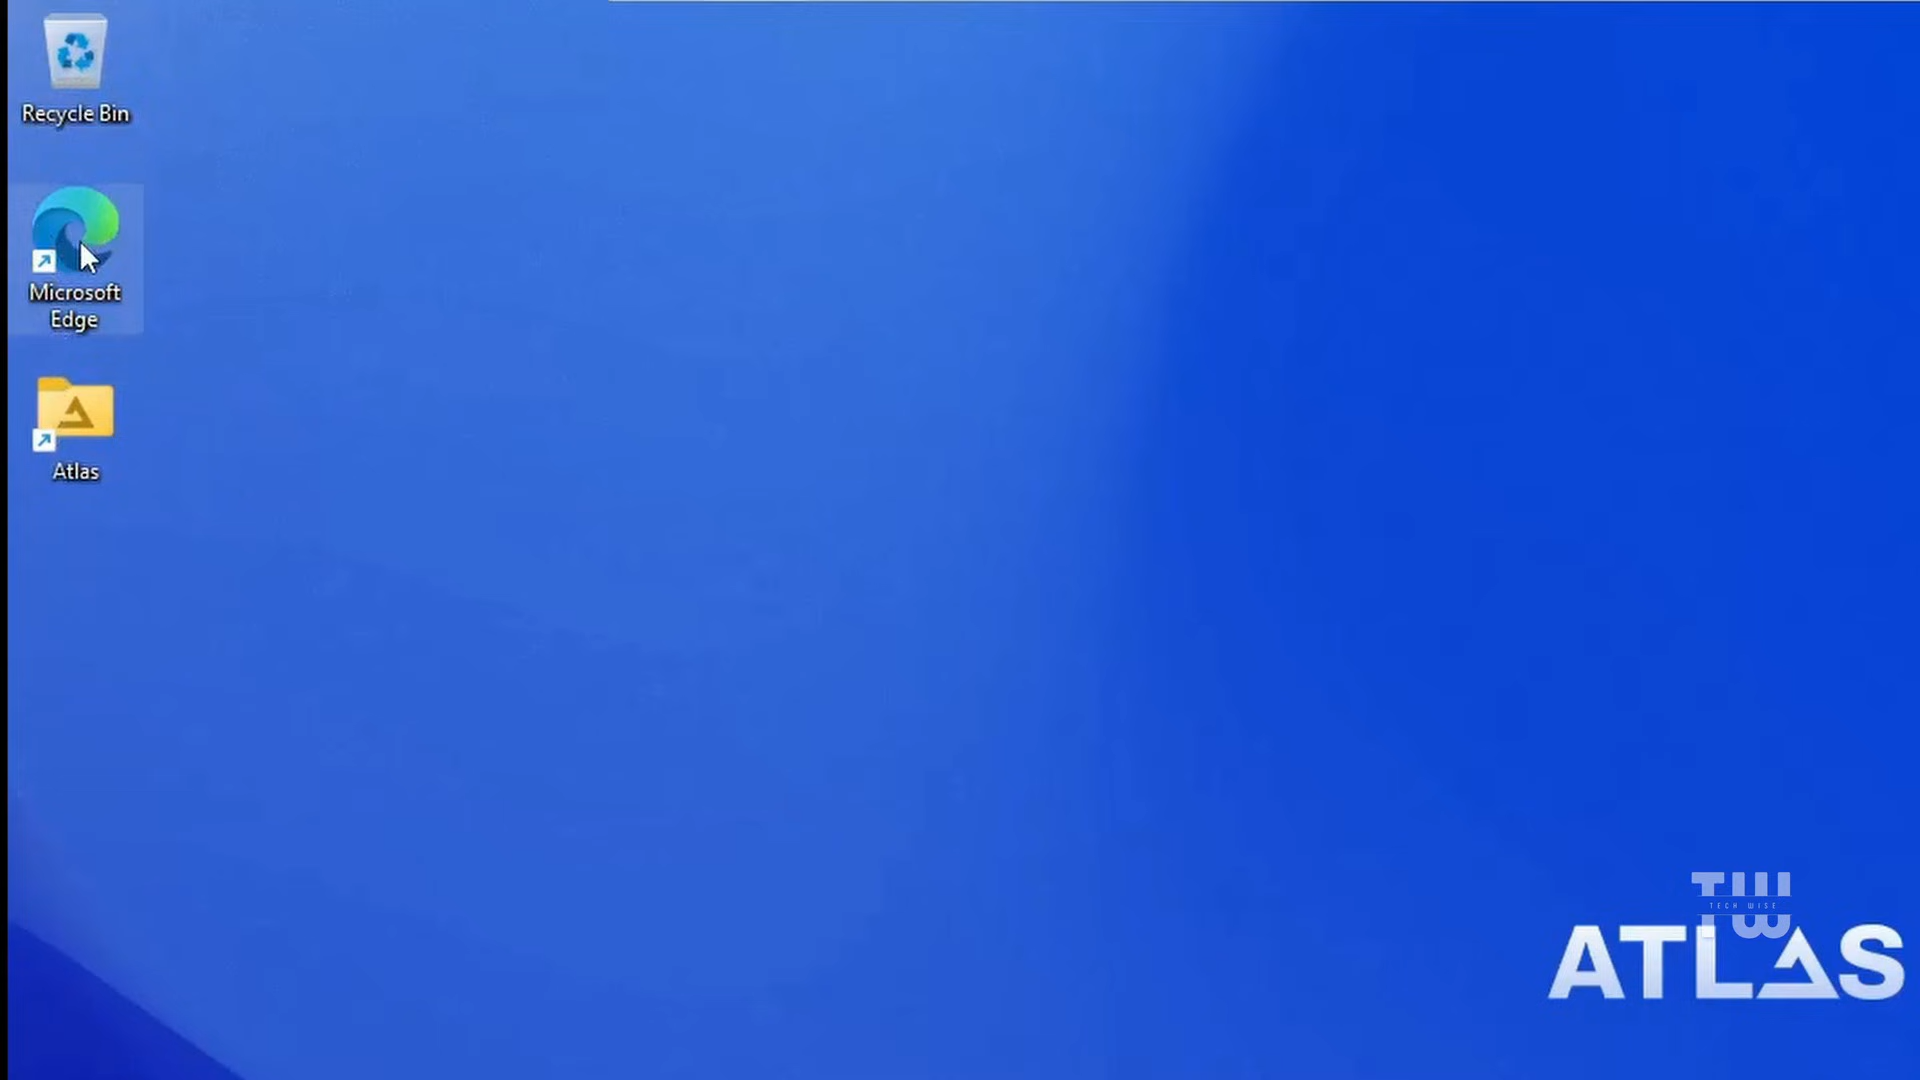 Recycle Bin
Microsoft
Edge
Atlas
TW
TECH WISE
ATLAS